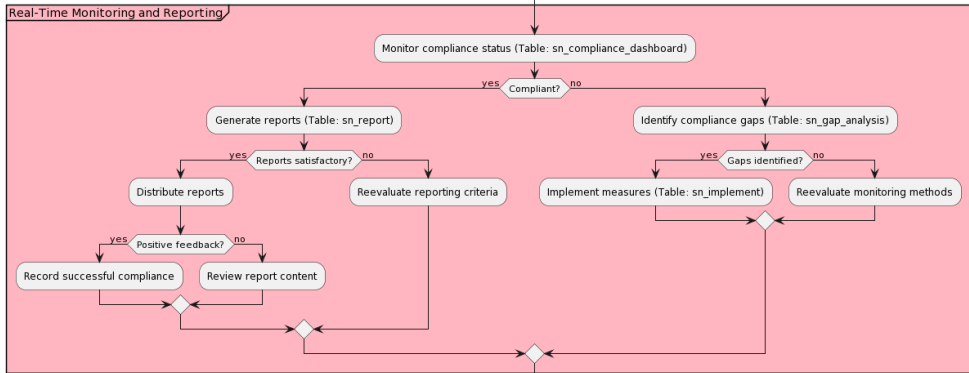 Real-Time Monitoring and Reporting
Monitor compliance status (Table: sn_compliance_dashboard)
yes
Compliant?
no
Generate reports (Table: sn_report)
Identify compliance gaps (Table: sn_gap_analysis)
yes
Reports satisfactory?
no
yes
Gaps identified?
no
Distribute reports
Reevaluate reporting criteria
Implement measures (Table: sn_implement)
Reevaluate monitoring methods
yes
Positive feedback?
no
Record successful compliance
Review report content